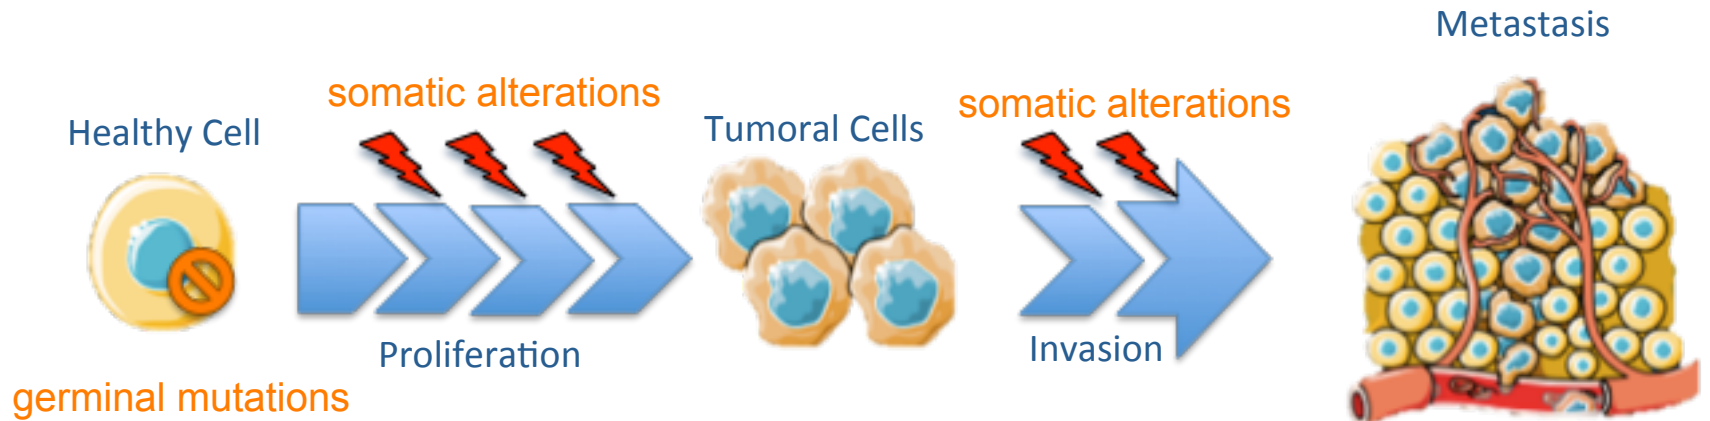 Healthy Cell
germinal mutations
somatic alterations
Proliferation
Tumoral Cells
somatic alterations
Invasion
Metastasis